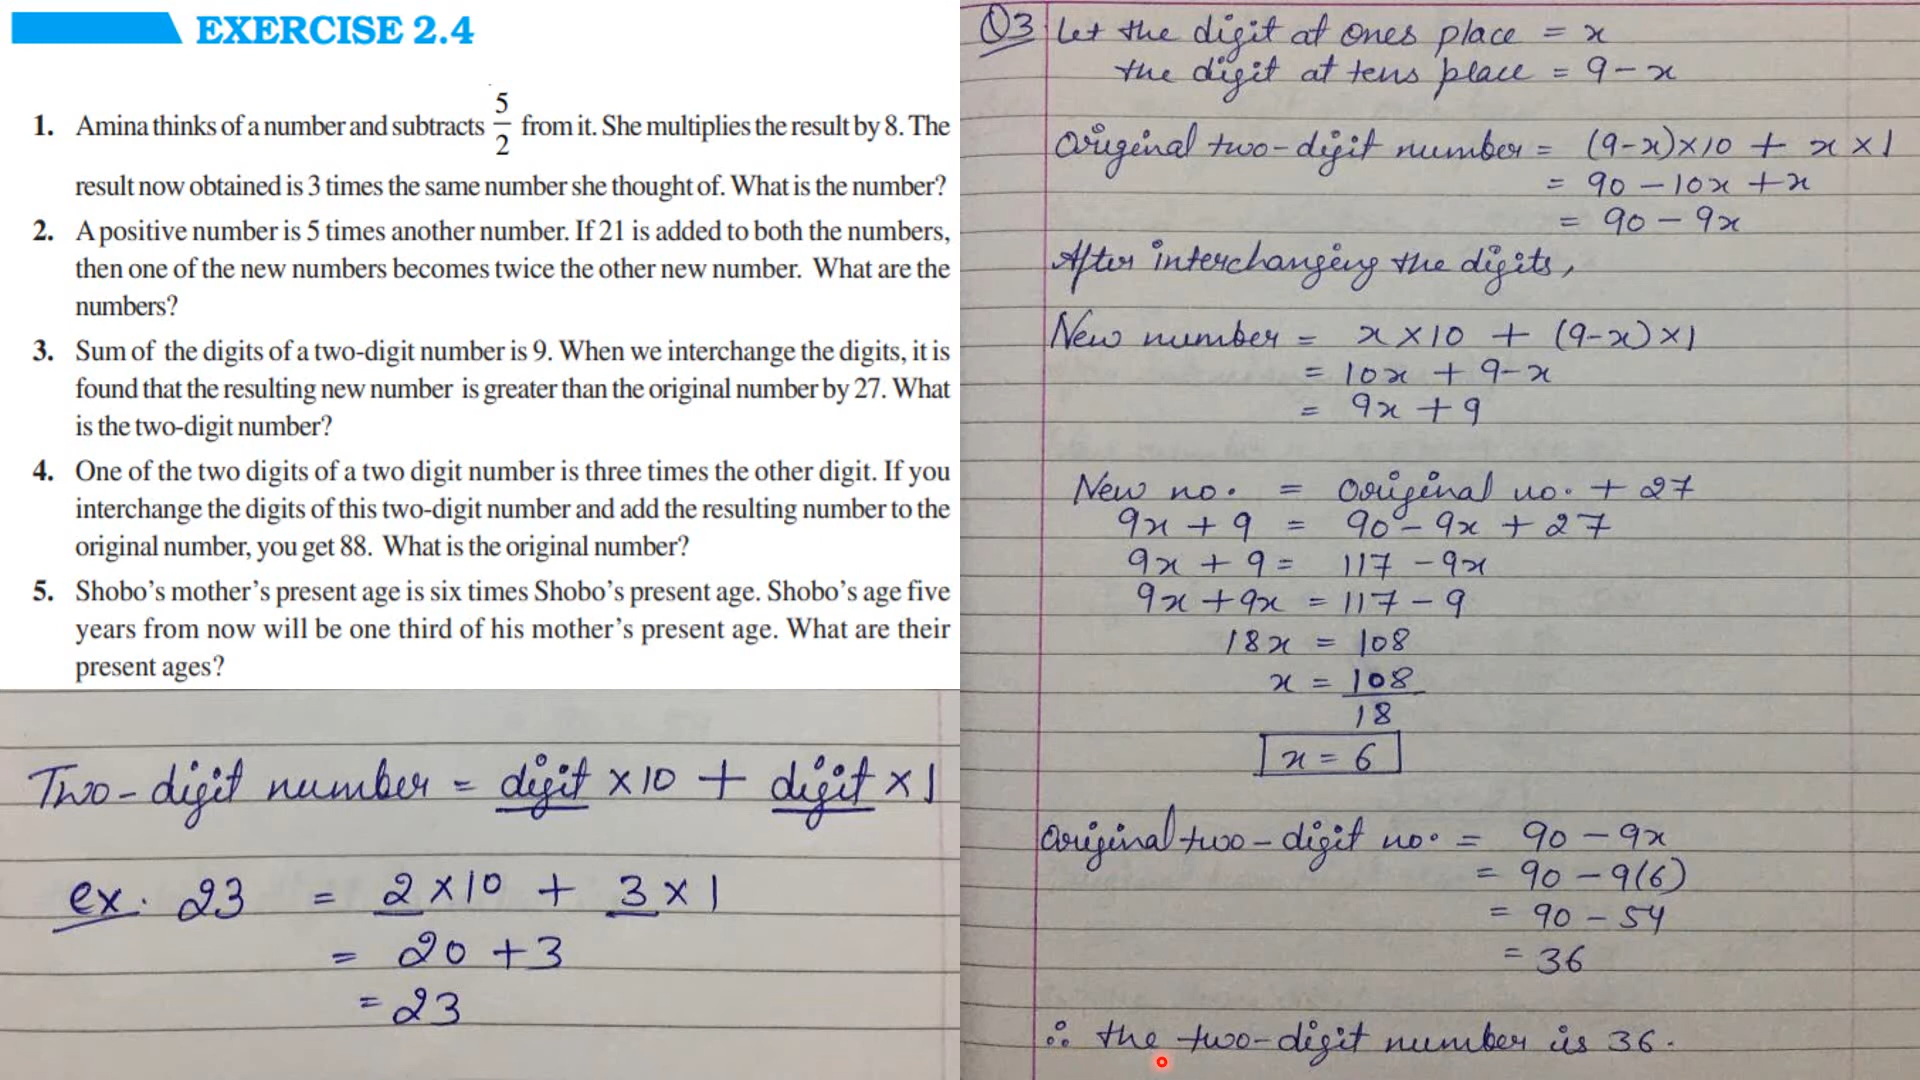 EXERCISE 2.4
1. Amina thinks of a number and subtracts 5/2 from it. She multiplies the result by 8. The
result now obtained is 3 times the same number she thought of. What is the number?
2. A positive number is 5 times another number. If 21 is added to both the numbers,
then one of the new numbers becomes twice the other new number. What are the
numbers?
3. Sum of the digits of a two-digit number is 9. When we interchange the digits, it is
found that the resulting new number is greater than the original number by 27. What
is the two-digit number?
4. One of the two digits of a two digit number is three times the other digit. If you
interchange the digits of this two-digit number and add the resulting number to the
original number, you get 88. What is the original number?
5. Shobo's mother's present age is six times Shobo's present age. Shobo's age five
years from now will be one third of his mother's present age. What are their
present ages?
Two-digit number = digit × 10 + digit × 1
ex. 23 = 2 × 10 + 3 × 1
= 20 + 3
= 23
Q3 Let the digit at ones place = x
the digit at tens place = 9 - x
Original two-digit number = (9-x) × 10 + x × 1
= 90 - 10x + x
= 90 - 9x
After interchanging the digits,
New number = x × 10 + (9-x) × 1
= 10x + 9 - x
= 9x + 9
New no. = Original no. + 27
9x + 9 = 90 - 9x + 27
9x + 9 = 117 - 9x
9x + 9x = 117 - 9
18x = 108
x = 108
18
x = 6
Original two-digit no. = 90 - 9x
= 90 - 9(6)
= 90 - 54
= 36
∴ the two-digit number is 36.